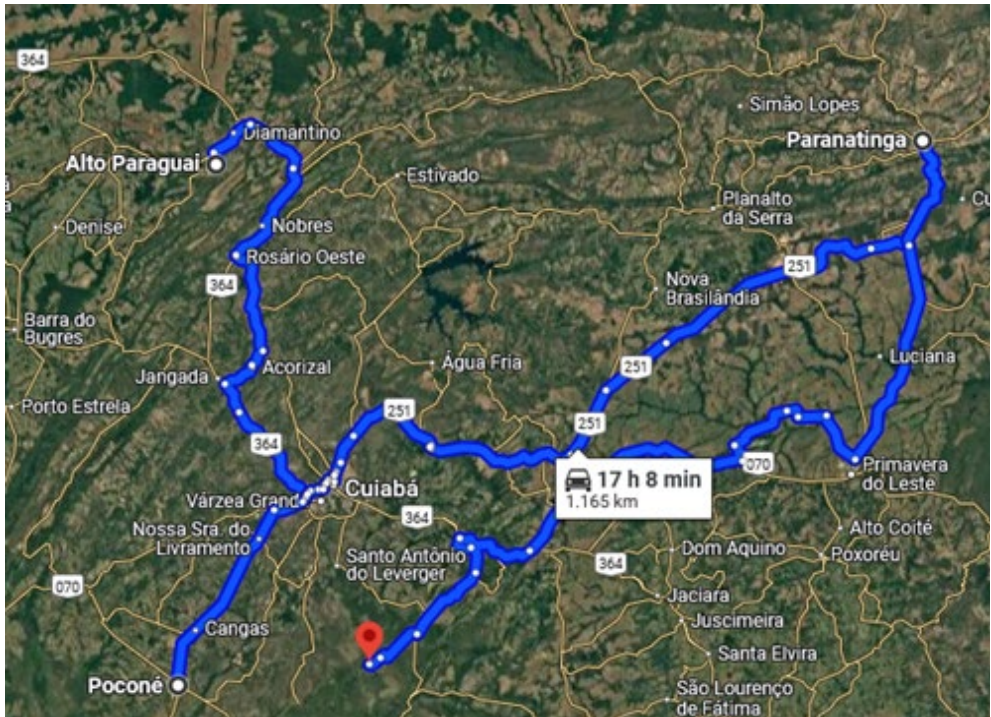 364
Diamantino
Alto Paraguai
Simão Lopes
Paranatinga
Estivado
Planalto
da Serra
Cu
Denise
Nobres
Rosário Oeste
364
251
Nova
Brasilândia
Barra do
Bugres
Jangada
Acorizal
Água Fria
251
Luciana
Porto Estrela
251
251
364
070
Primavera
do Leste
17 h 8 min
1.165 km
Várzea Grand
Cuiabá
364
Nossa Sra. do
Livramento
Santo Antônio
do Leverger
Alto Coité
Dom Aquino
Poxoréu
364
070
Jaciara
Juscimeira
Cangas
Santa Elvira
Poconé
São Lourenço
de Fátima